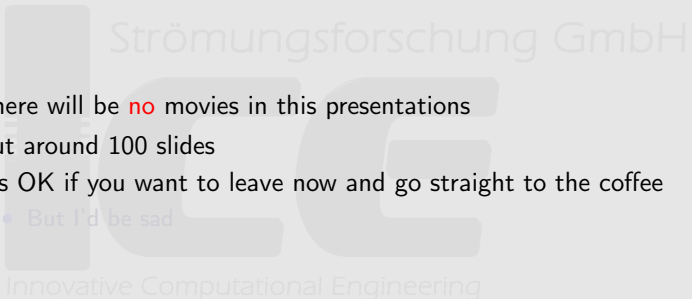 Strömungsforschung GmbH
here will be no movies in this presentations
ut around 100 slides
s OK if you want to leave now and go straight to the coffee
• But I'd be sad
ICE
Innovative Computational Engineering